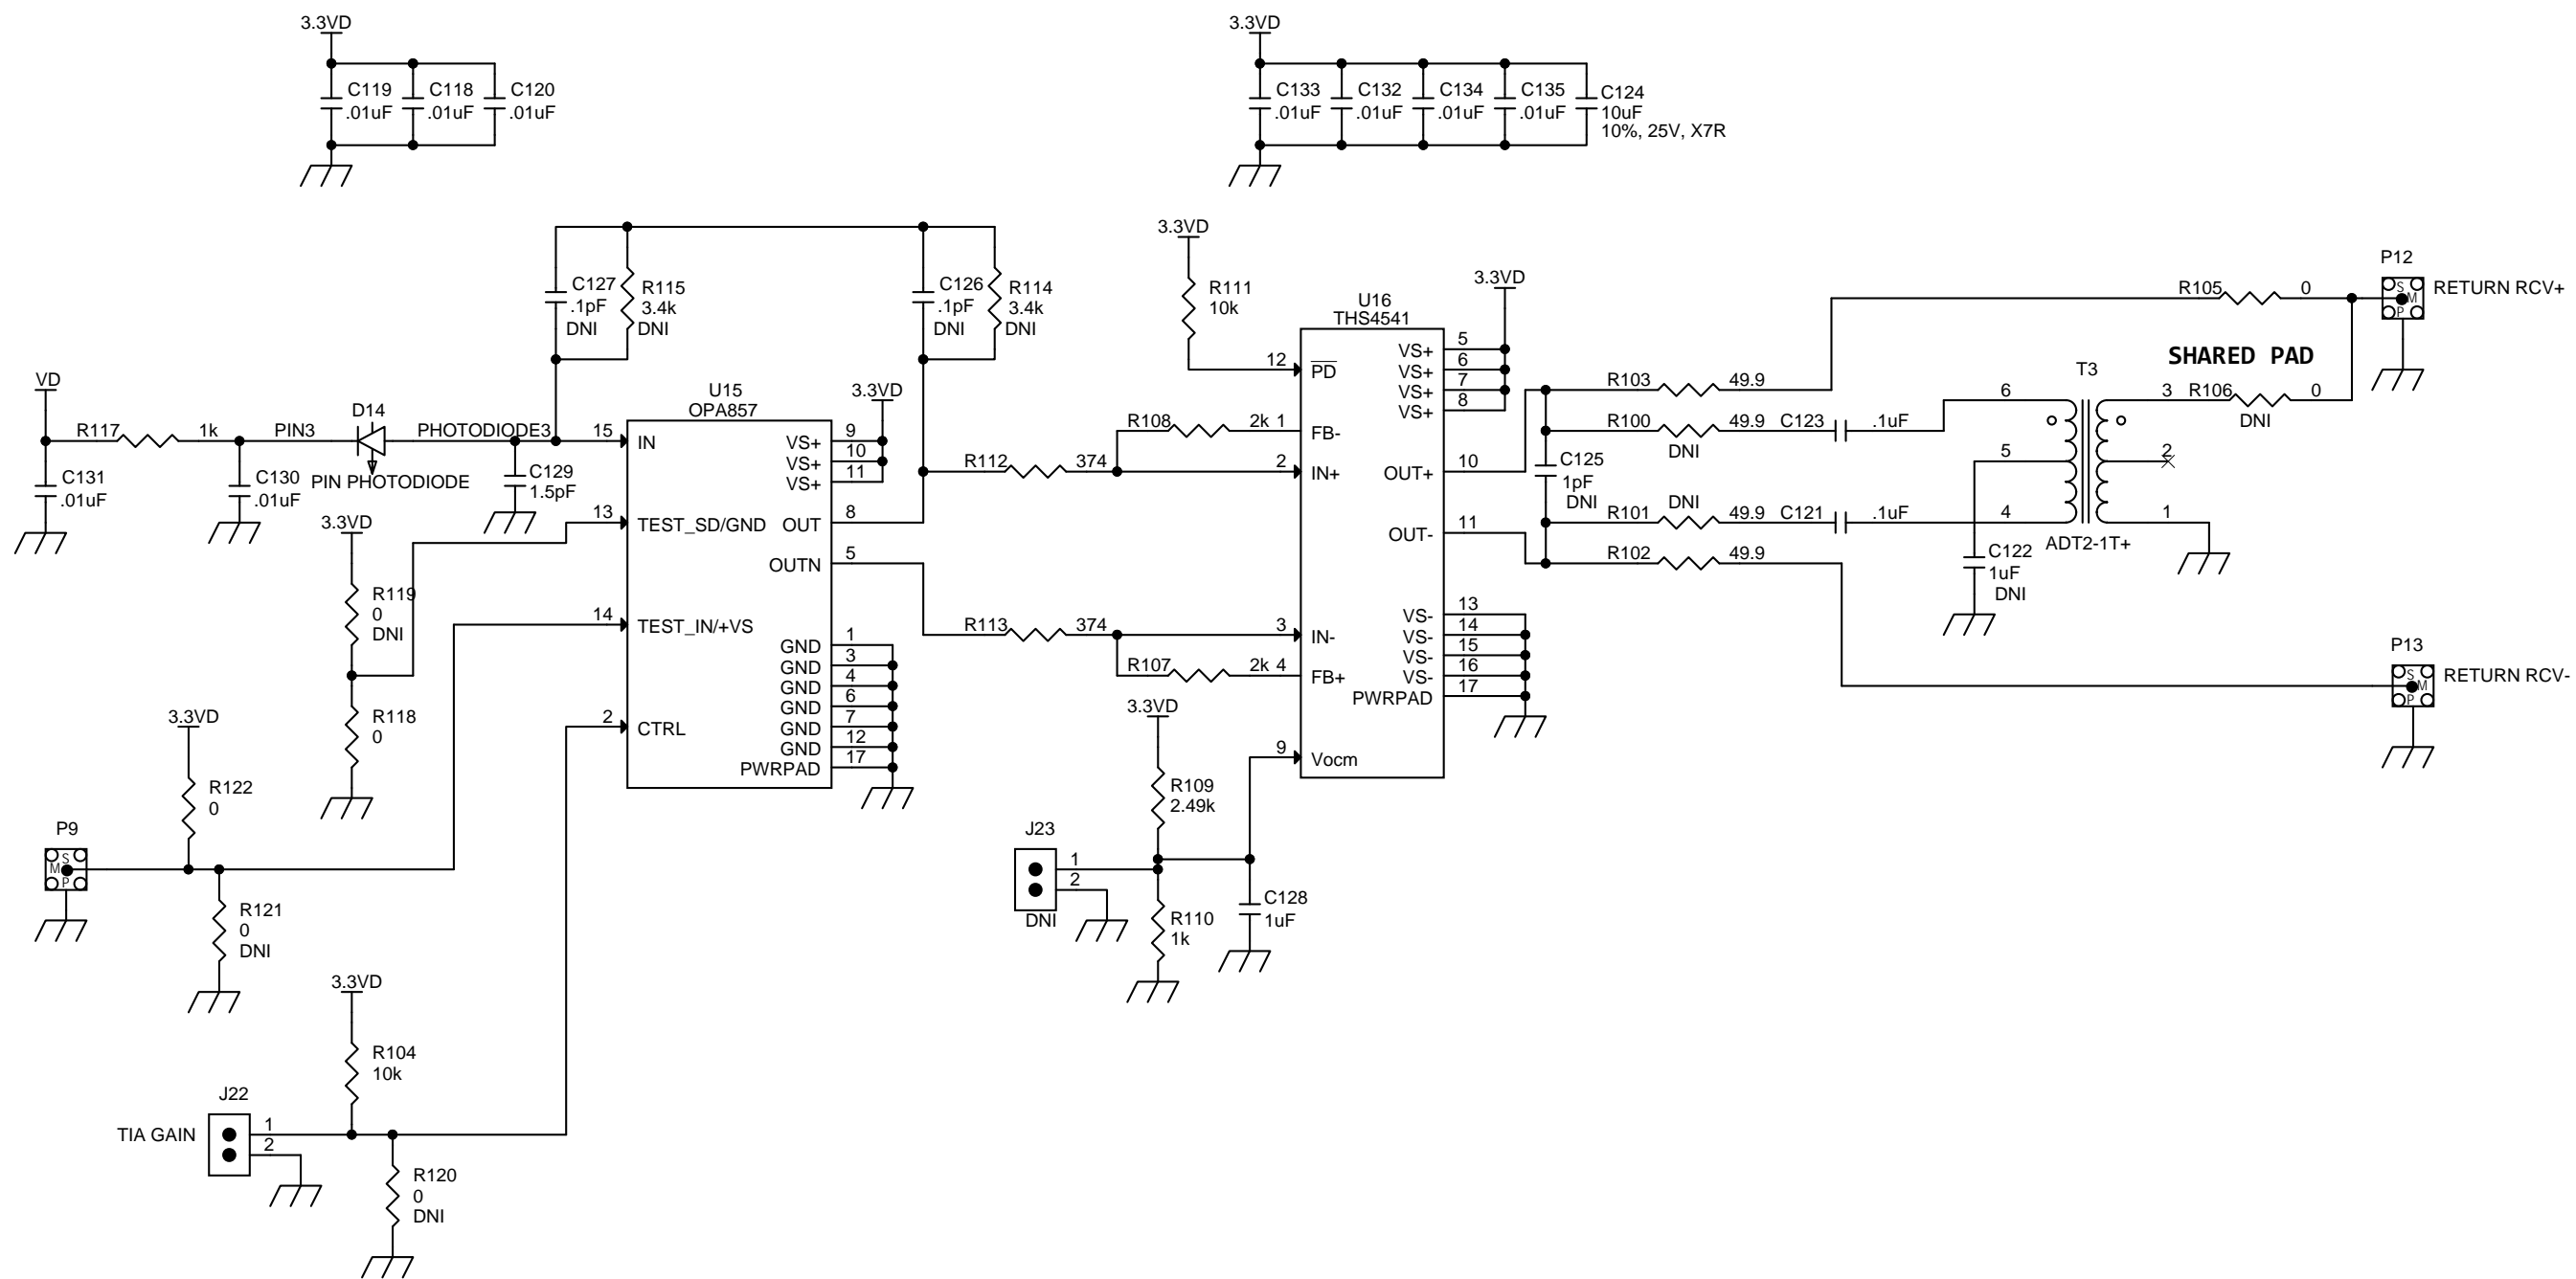 3.3VD
C119
.01uF
C118
.01uF
C120
.01uF
3.3VD
C133
.01uF
C132
.01uF
C134
.01uF
C135
.01uF
C124
10uF
10%, 25V, X7R
C127
.1pF
DNI
R115
3.4k
DNI
C126
.1pF
DNI
R114
3.4k
DNI
3.3VD
R111
10k
VD
R117 1k
C131
.01uF
C130
.01uF
PIN3
D14
PIN PHOTODIODE
PHOTODIODE3
C129
1.5pF
3.3VD
R119
0
DNI
R118
0
U15
OPA857
15 IN
13 TEST_SD/GND
14 TEST_IN/+VS
2 CTRL
3.3VD
VS+ 9
VS+ 10
VS+ 11
OUT 8
OUTN 5
GND 1
GND 3
GND 4
GND 6
GND 7
GND 12
PWRPAD 17
R112 374
R108 2k
R113 374
R107 2k
U16
THS4541
12 PD
1 FB-
2 IN+
3 IN-
4 FB+
9 Vocm
3.3VD
VS+ 5
VS+ 6
VS+ 7
VS+ 8
OUT+ 10
OUT- 11
VS- 13
VS- 14
VS- 15
VS- 16
PWRPAD 17
R103 49.9
R100 49.9
DNI
C123 .1uF
C125
1pF
DNI
DNI
R101 49.9
C121 .1uF
R102 49.9
C122
1uF
DNI
T3
6
5
4
3
2
1
ADT2-1T+
R105 0
SHARED PAD
R106 0
DNI
P12
S
M
P
RETURN RCV+
P13
S
M
P
RETURN RCV-
3.3VD
R122
0
P9
S
M
P
R121
0
DNI
3.3VD
R109
2.49k
J23
1
2
DNI
R110
1k
C128
1uF
3.3VD
R104
10k
J22
TIA GAIN
1
2
R120
0
DNI